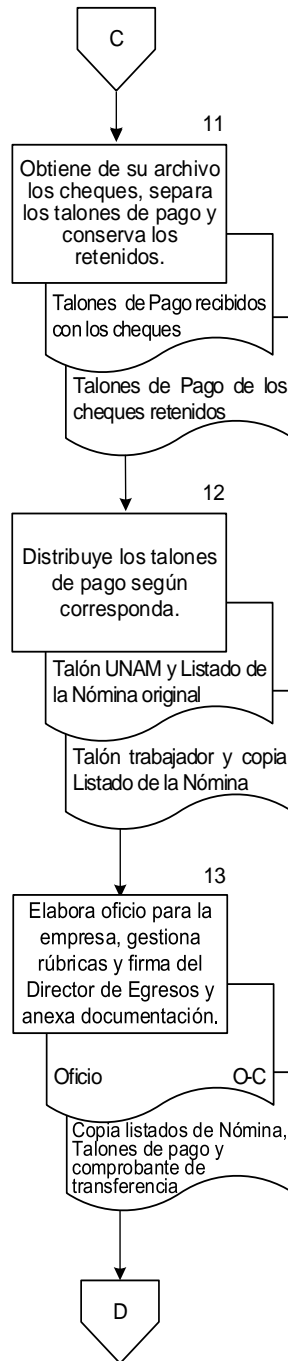 C
11
Obtiene de su archivo
los cheques, separa
los talones de pago y
conserva los
retenidos.
Talones de Pago recibidos
con los cheques
Talones de Pago de los
cheques retenidos
12
Distribuye los talones
de pago según
corresponda.
Talón UNAM y Listado de
la Nómina original
Talón trabajador y copia
Listado de la Nómina
13
Elabora oficio para la
empresa, gestiona
rúbricas y firma del
Director de Egresos y
anexa documentación.
Oficio O-C
Copia listados de Nómina,
Talones de pago y
comprobante de
transferencia
D